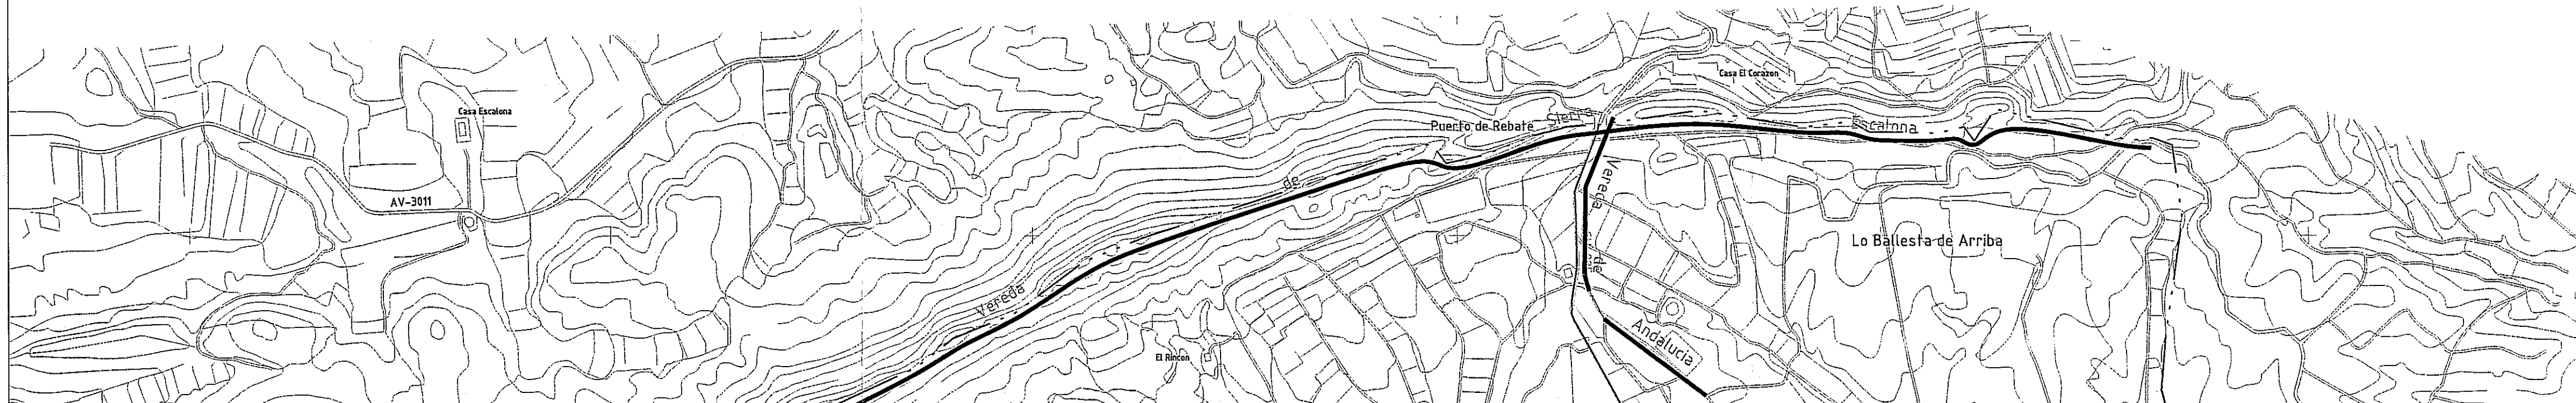 Casa Escalona
AV-3011
Vereda de Sierra Escalona
Puerto de Rebate
Casa El Corazon
Vereda de Andalucia
Lo Ballesta de Arriba
El Rincon